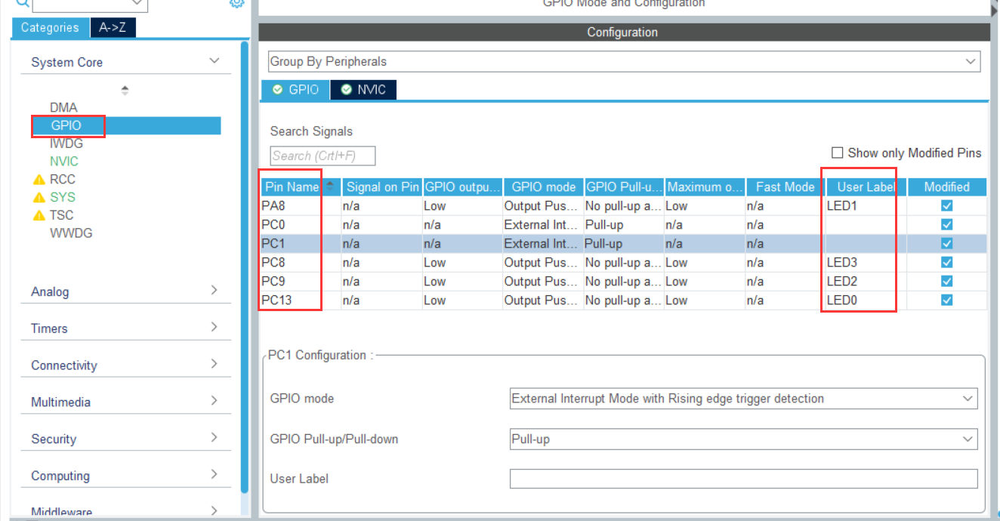 GPIO Mode and Configuration
Categories A->Z
System Core
DMA
GPIO
IWDG
NVIC
RCC
SYS
TSC
WWDG
Analog
Timers
Connectivity
Multimedia
Security
Computing
Middleware
Configuration
Group By Peripherals
GPIO NVIC
Search Signals
Search (Crtl+F)
Show only Modified Pins
Pin Name Signal on Pin GPIO outpu... GPIO mode GPIO Pull-u... Maximum o... Fast Mode User Label Modified
PA8 n/a Low Output Pus... No pull-up a... Low n/a LED1
PC0 n/a n/a External Int... Pull-up n/a n/a
PC1 n/a n/a External Int... Pull-up n/a n/a
PC8 n/a Low Output Pus... No pull-up a... Low n/a LED3
PC9 n/a Low Output Pus... No pull-up a... Low n/a LED2
PC13 n/a Low Output Pus... No pull-up a... Low n/a LED0
PC1 Configuration :
GPIO mode External Interrupt Mode with Rising edge trigger detection
GPIO Pull-up/Pull-down Pull-up
User Label